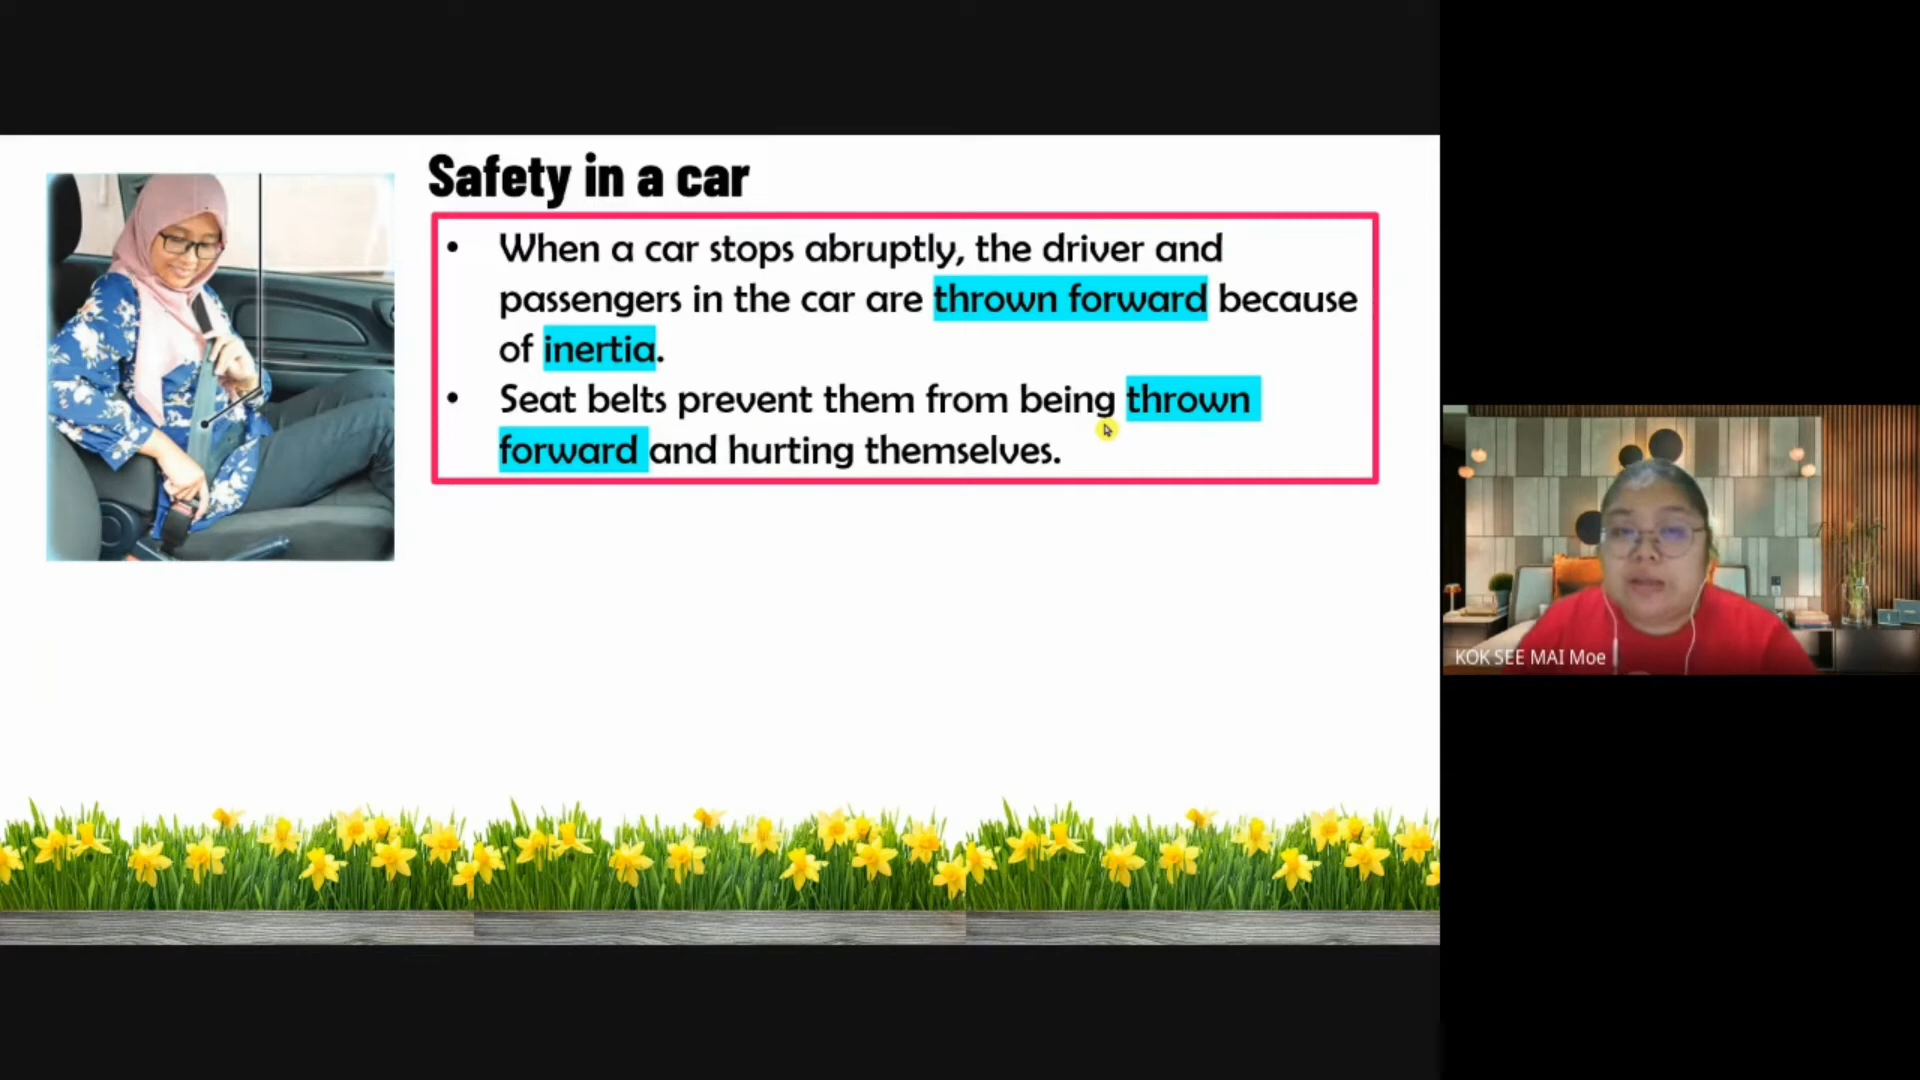 Safety in a car
• When a car stops abruptly, the driver and
passengers in the car are thrown forward because
of inertia.
• Seat belts prevent them from being thrown
forward and hurting themselves.
KOK SEE MAI Moe